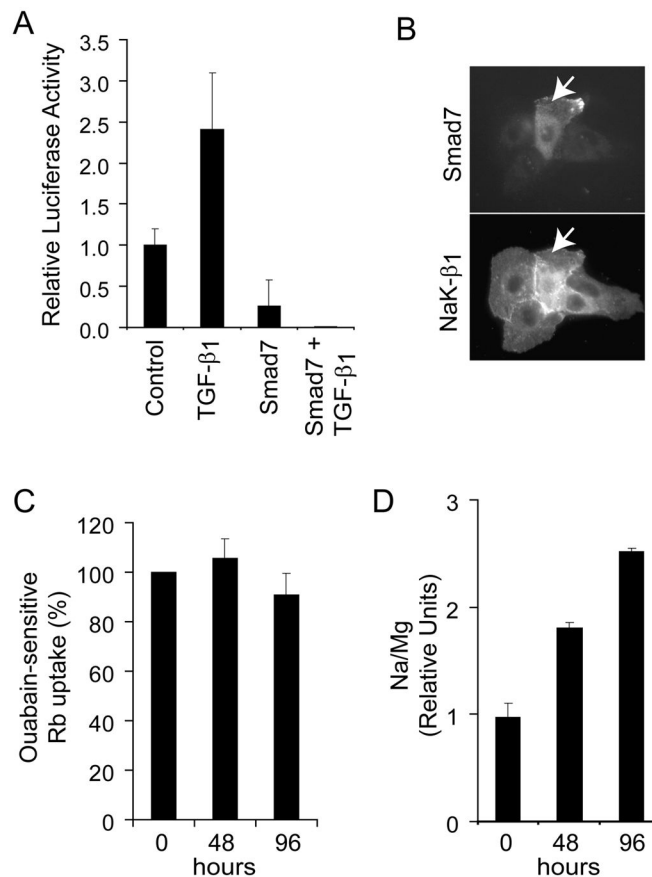 A
Relative Luciferase Activity
3.5
3.0
2.5
2.0
1.5
1.0
0.5
0.0
Control
TGF-β1
Smad7
Smad7 +
TGF-β1
B
Smad7
NaK-β1
C
Ouabain-sensitive
Rb uptake (%)
120
100
80
60
40
20
0
0 48 96
hours
D
Na/Mg
(Relative Units)
3
2
1
0
0 48 96
hours